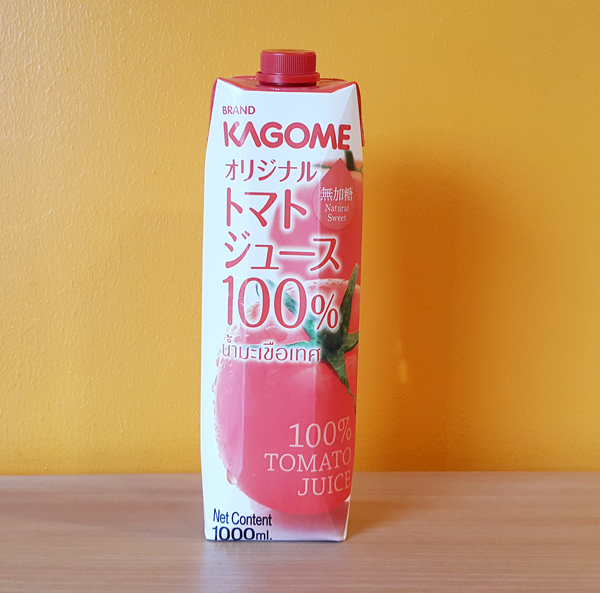 BRAND
KAGOME
オリジナル
無加糖
Natural
Sweet
トマト
ジュース
100%
น้ำมะเขือเทศ
100%
TOMATO
JUICE
Net Content
1000ml.